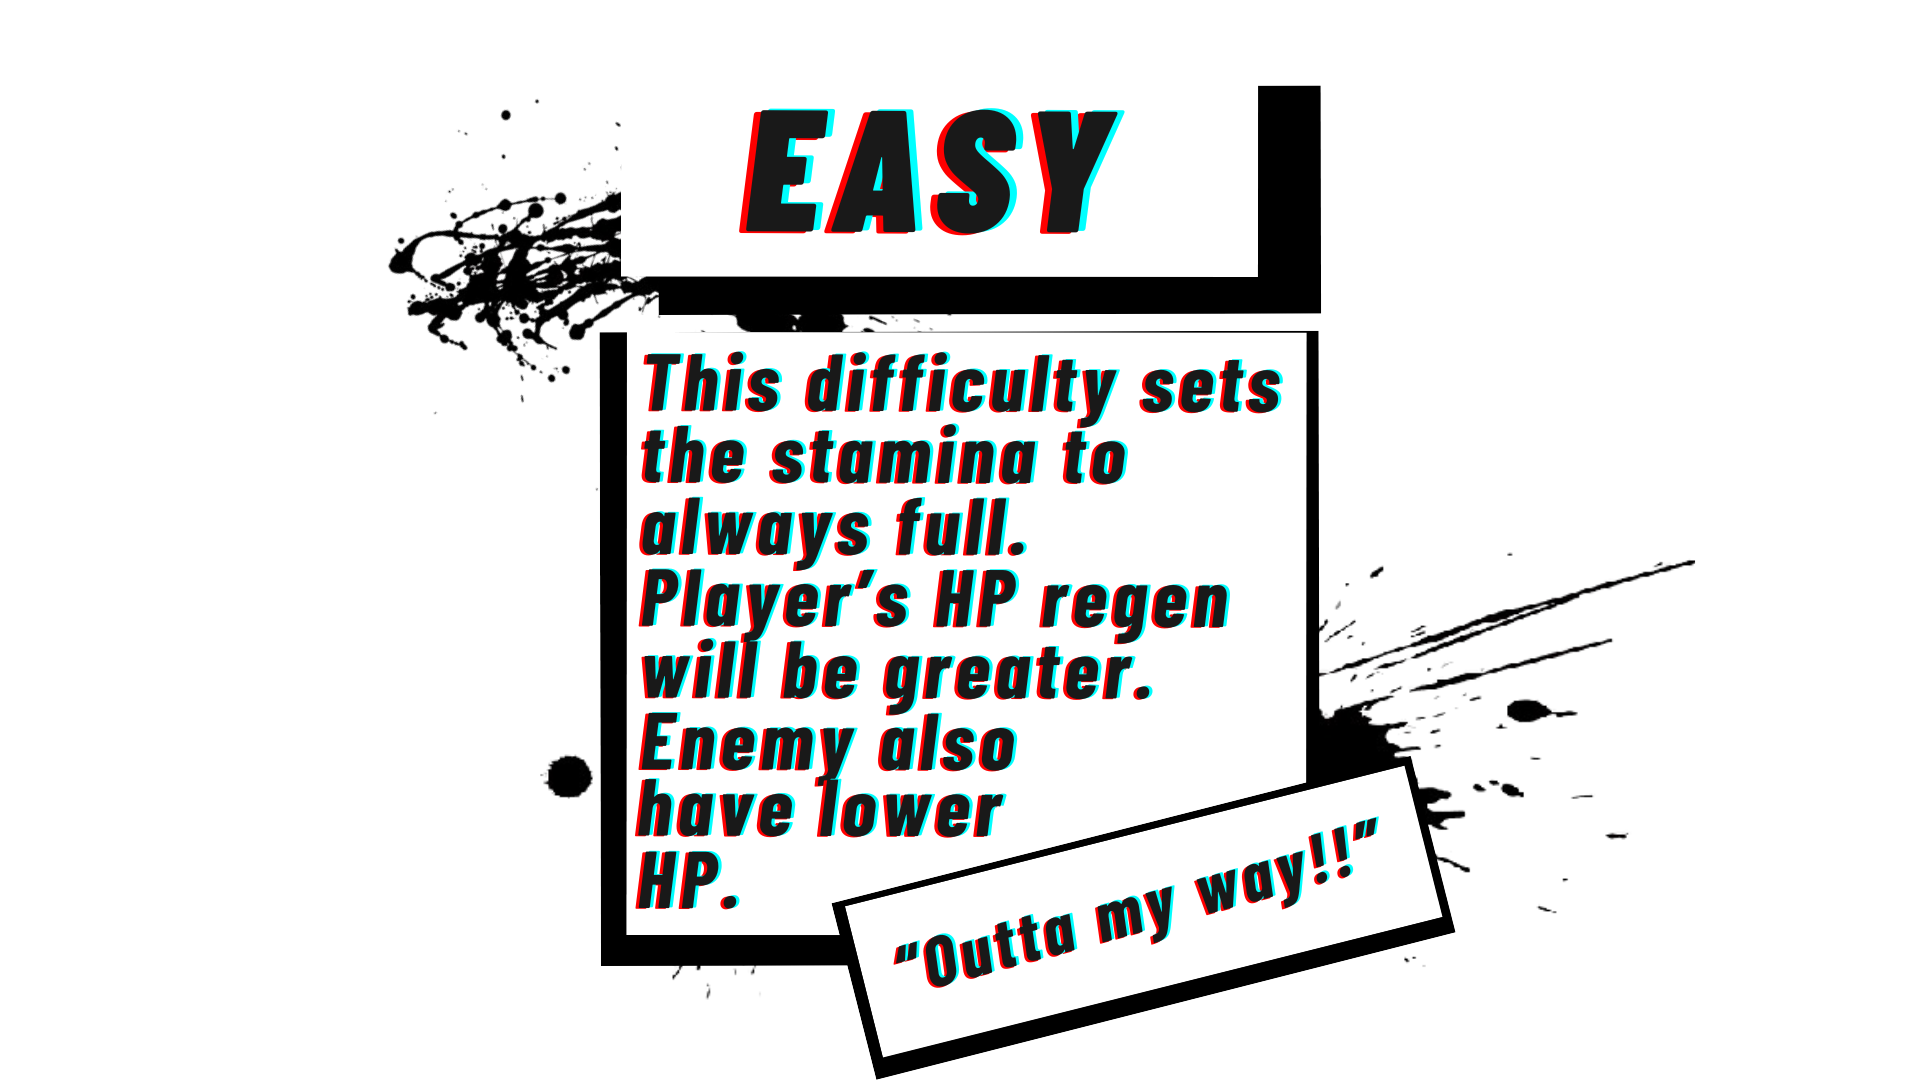 EASY
This difficulty sets
the stamina to
always full.
Player’s HP regen
will be greater.
Enemy also
have lower
HP.
“Outta my way!!”